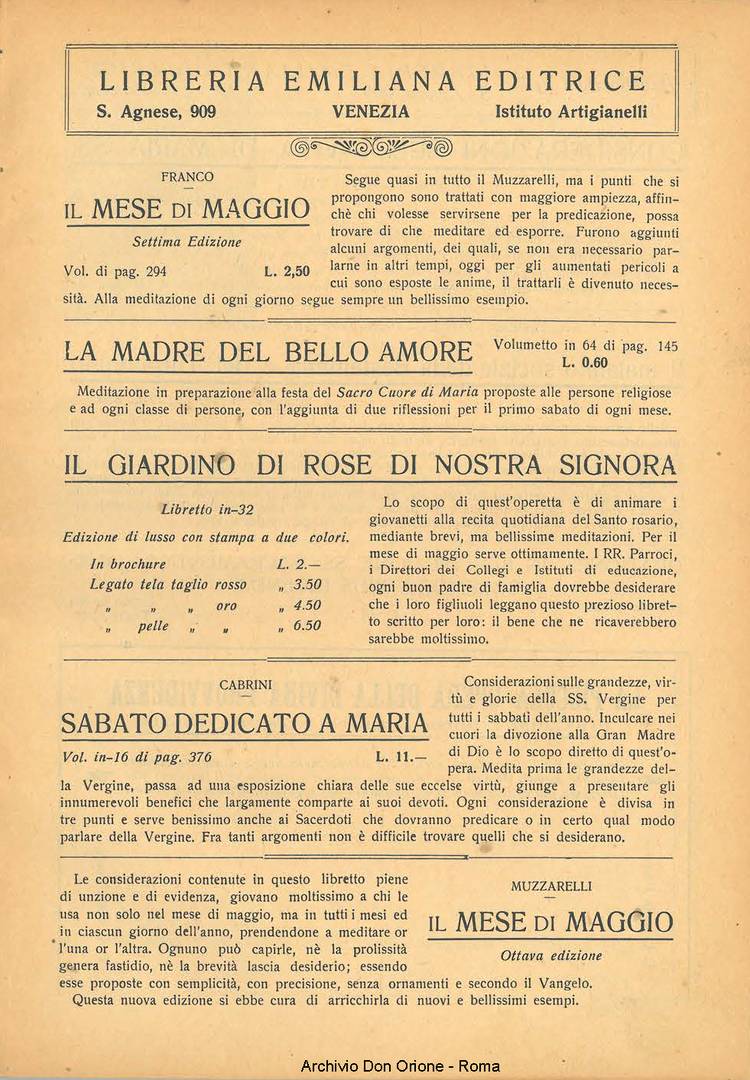 LIBRERIA EMILIANA EDITRICE
S. Agnese, 909 VENEZIA Istituto Artigianelli
FRANCO
IL MESE DI MAGGIO
Settima Edizione
Vol. di pag. 294 L. 2,50
Segue quasi in tutto il Muzzarelli, ma i punti che si
propongono sono trattati con maggiore ampiezza, affin-
chè chi volesse servirsene per la predicazione, possa
trovare di che meditare ed esporre. Furono aggiunti
alcuni argomenti, dei quali, se non era necessario par-
larne in altri tempi, oggi per gli aumentati pericoli a
cui sono esposte le anime, il trattarli è divenuto neces-
sità. Alla meditazione di ogni giorno segue sempre un bellissimo esempio.
LA MADRE DEL BELLO AMORE
Volumetto in 64 di pag. 145
L. 0.60
Meditazione in preparazione alla festa del Sacro Cuore di Maria proposte alle persone religiose
e ad ogni classe di persone, con l'aggiunta di due riflessioni per il primo sabato di ogni mese.
IL GIARDINO DI ROSE DI NOSTRA SIGNORA
Libretto in-32
Edizione di lusso con stampa a due colori.
In brochure L. 2.—
Legato tela taglio rosso „ 3.50
„ „ „ oro „ 4.50
„ pelle „ „ „ 6.50
Lo scopo di quest'operetta è di animare i
giovanetti alla recita quotidiana del Santo rosario,
mediante brevi, ma bellissime meditazioni. Per il
mese di maggio serve ottimamente. I RR. Parroci,
i Direttori dei Collegi e Istituti di educazione,
ogni buon padre di famiglia dovrebbe desiderare
che i loro figliuoli leggano questo prezioso libret-
to scritto per loro: il bene che ne ricaverebbero
sarebbe moltissimo.
CABRINI
SABATO DEDICATO A MARIA
Vol. in-16 di pag. 376 L. 11.—
Considerazioni sulle grandezze, vir-
tù e glorie della SS. Vergine per
tutti i sabbati dell'anno. Inculcare nei
cuori la divozione alla Gran Madre
di Dio è lo scopo diretto di quest'o-
pera. Medita prima le grandezze del-
la Vergine, passa ad una esposizione chiara delle sue eccelse virtù, giunge a presentare gli
innumerevoli benefici che largamente comparte ai suoi devoti. Ogni considerazione è divisa in
tre punti e serve benissimo anche ai Sacerdoti che dovranno predicare o in certo qual modo
parlare della Vergine. Fra tanti argomenti non è difficile trovare quelli che si desiderano.
Le considerazioni contenute in questo libretto piene
di unzione e di evidenza, giovano moltissimo a chi le
usa non solo nel mese di maggio, ma in tutti i mesi ed
in ciascun giorno dell'anno, prendendone a meditare or
l'una or l'altra. Ognuno può capirle, nè la prolissità
genera fastidio, nè la brevità lascia desiderio; essendo
esse proposte con semplicità, con precisione, senza ornamenti e secondo il Vangelo.
Questa nuova edizione si ebbe cura di arricchirla di nuovi e bellissimi esempi.
MUZZARELLI
IL MESE DI MAGGIO
Ottava edizione
Archivio Don Orione - Roma